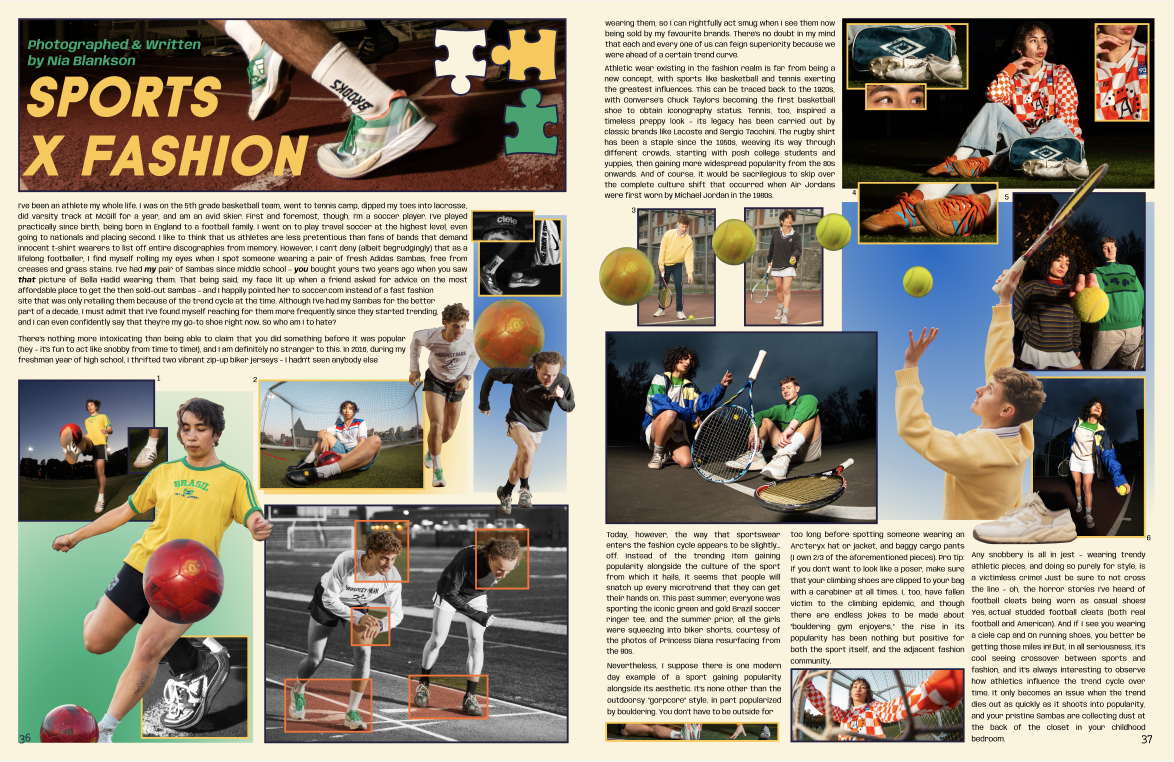 Photographed & Written
by Nia Blankson
SPORTS
X FASHION
BROOKS
I've been an athlete my whole life. I was on the 5th grade basketball team, went to tennis camp, dipped my toes into lacrosse,
did varsity track at McGill for a year, and am an avid skier. First and foremost, though, I'm a soccer player. I've played
practically since birth, being born in England to a football family. I went on to play travel soccer at the highest level, even
going to nationals and placing second. I like to think that us athletes are less pretentious than fans of bands that demand
innocent t-shirt wearers to list off entire discographies from memory. However, I can't deny (albeit begrudgingly) that as a
lifelong footballer, I find myself rolling my eyes when I spot someone wearing a pair of fresh Adidas Sambas, free from
creases and grass stains. I've had my pair of Sambas since middle school - you bought yours two years ago when you saw
that picture of Bella Hadid wearing them. That being said, my face lit up when a friend asked for advice on the most
affordable place to get the then sold-out Sambas - and I happily pointed her to soccer.com instead of a fast fashion
site that was only retailing them because of the trend cycle at the time. Although I've had my Sambas for the better
part of a decade, I must admit that I've found myself reaching for them more frequently since they started trending,
and I can even confidently say that they're my go-to shoe right now. So who am I to hate?
There's nothing more intoxicating than being able to claim that you did something before it was popular
(hey - it's fun to act like snobby from time to time!), and I am definitely no stranger to this. In 2016, during my
freshman year of high school, I thrifted two vibrant zip-up biker jerseys - I hadn't seen anybody else
ciele
1
2
BRASIL
36
wearing them, so I can rightfully act smug when I see them now
being sold by my favourite brands. There's no doubt in my mind
that each and every one of us can feign superiority because we
were ahead of a certain trend curve.
Athletic wear existing in the fashion realm is far from being a
new concept, with sports like basketball and tennis exerting
the greatest influences. This can be traced back to the 1920s,
with Converse's Chuck Taylors becoming the first basketball
shoe to obtain iconography status. Tennis, too, inspired a
timeless preppy look - its legacy has been carried out by
classic brands like Lacoste and Sergio Tacchini. The rugby shirt
has been a staple since the 1950s, weaving its way through
different crowds, starting with posh college students and
yuppies, then gaining more widespread popularity from the 80s
onwards. And of course, it would be sacrilegious to skip over
the complete culture shift that occurred when Air Jordans
were first worn by Michael Jordan in the 1980s.
3
4
5
6
Today, however, the way that sportswear
enters the fashion cycle appears to be slightly...
off. Instead of the trending item gaining
popularity alongside the culture of the sport
from which it hails, it seems that people will
snatch up every microtrend that they can get
their hands on. This past summer, everyone was
sporting the iconic green and gold Brazil soccer
ringer tee, and the summer prior, all the girls
were squeezing into biker shorts, courtesy of
the photos of Princess Diana resurfacing from
the 90s.
Nevertheless, I suppose there is one modern
day example of a sport gaining popularity
alongside its aesthetic. It's none other than the
outdoorsy "gorpcore" style, in part popularized
by bouldering. You don't have to be outside for
too long before spotting someone wearing an
Arc'teryx hat or jacket, and baggy cargo pants
(I own 2/3 of the aforementioned pieces). Pro tip:
if you don't want to look like a poser, make sure
that your climbing shoes are clipped to your bag
with a carabiner at all times. I, too, have fallen
victim to the climbing epidemic, and though
there are endless jokes to be made about
"bouldering gym enjoyers," the rise in its
popularity has been nothing but positive for
both the sport itself, and the adjacent fashion
community.
Any snobbery is all in jest - wearing trendy
athletic pieces, and doing so purely for style, is
a victimless crime! Just be sure to not cross
the line - oh, the horror stories I've heard of
football cleats being worn as casual shoes!
Yes, actual studded football cleats (both real
football and American). And if I see you wearing
a ciele cap and On running shoes, you better be
getting those miles in! But, in all seriousness, it's
cool seeing crossover between sports and
fashion, and it's always interesting to observe
how athletics influence the trend cycle over
time. It only becomes an issue when the trend
dies out as quickly as it shoots into popularity,
and your pristine Sambas are collecting dust at
the back of the closet in your childhood
bedroom.
37